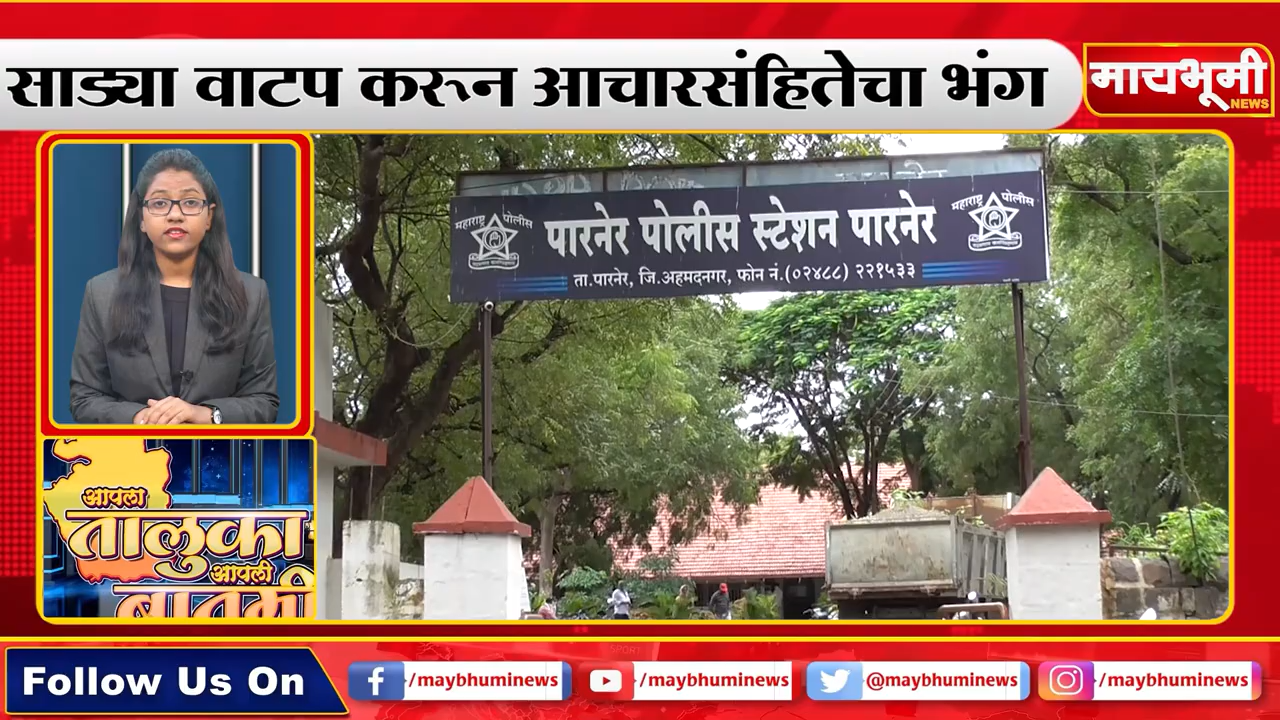 साड्या वाटप करून आचारसंहितेचा भंग
मायभूमी
NEWS
महाराष्ट्र पोलीस
पारनेर पोलीस स्टेशन पारनेर
महाराष्ट्र पोलीस
ता.पारनेर, जि.अहमदनगर, फोन नं.(०२४८८) २२१५३३
आपला
तालुका
आपली
बातमी
Follow Us On
/maybhuminews
/maybhuminews
@maybhuminews
/maybhuminews